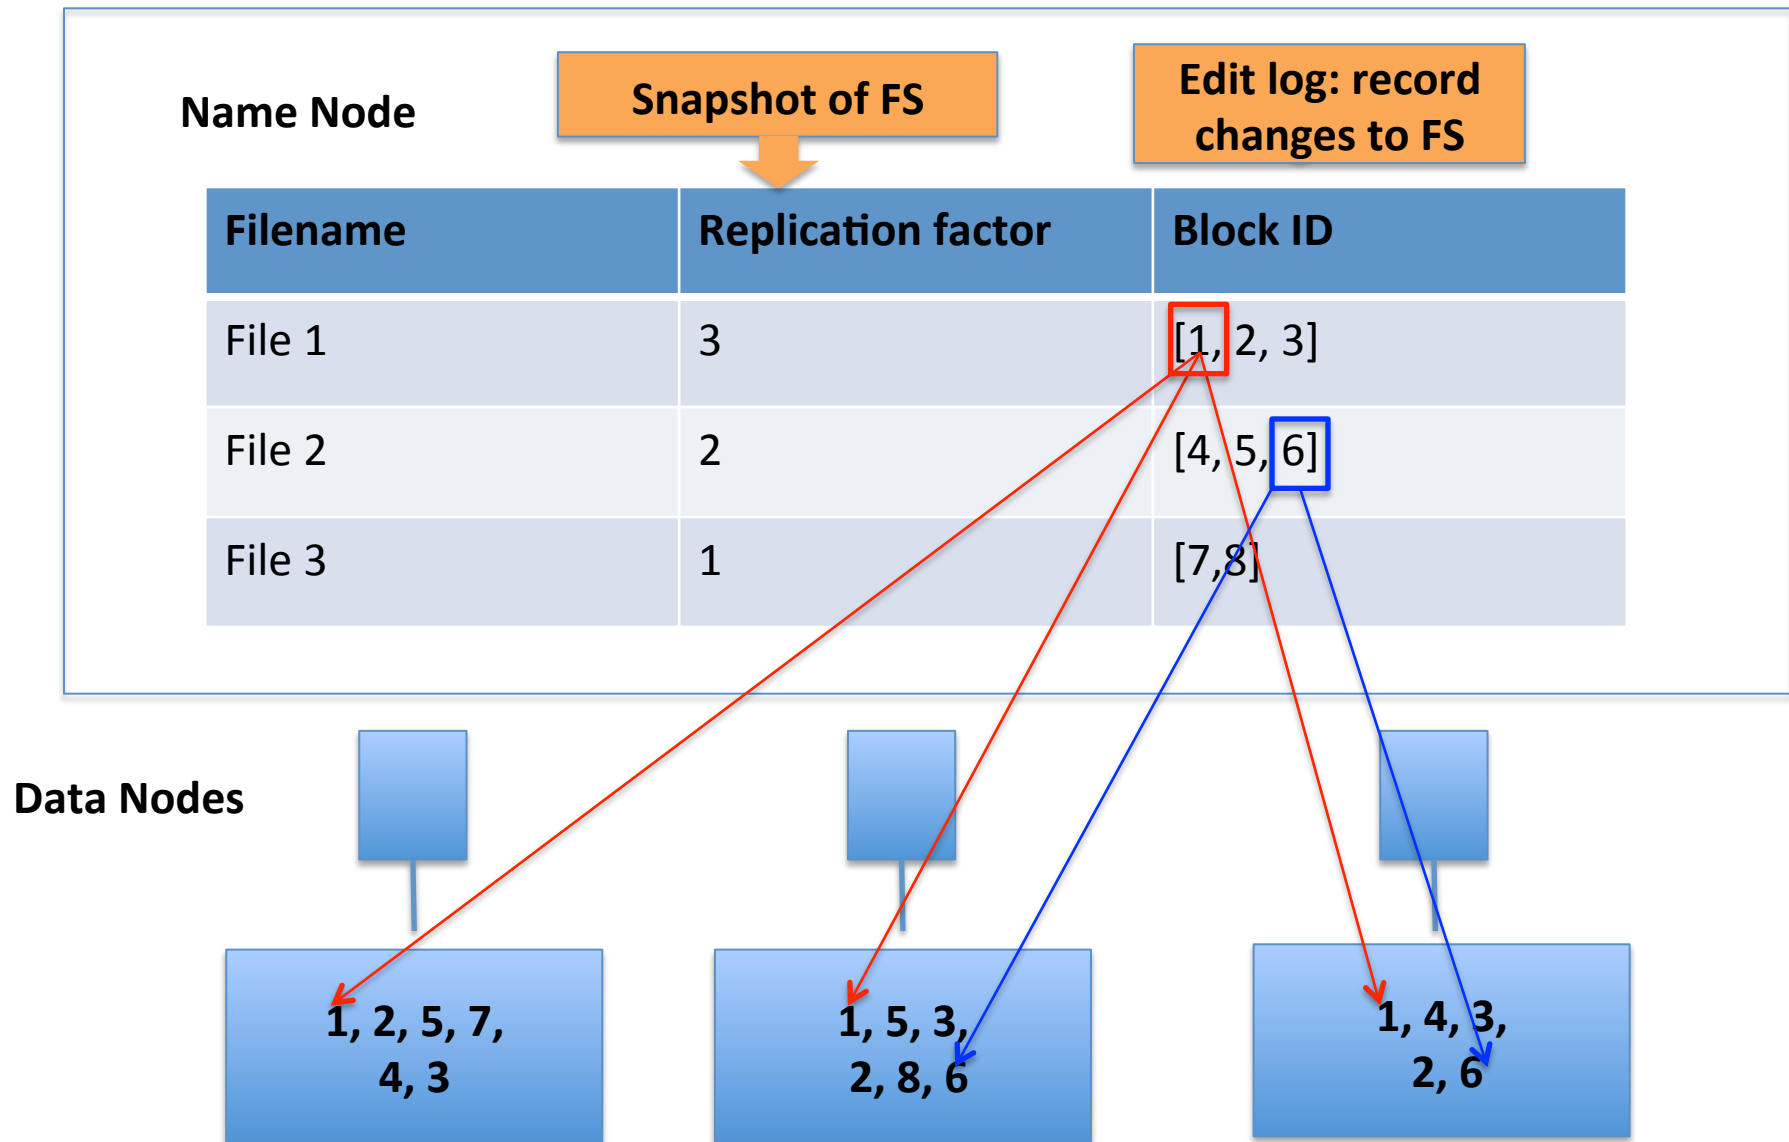 Name Node
Snapshot of FS
Edit log: record
changes to FS
Filename Replication factor Block ID
File 1 3 [1, 2, 3]
File 2 2 [4, 5, 6]
File 3 1 [7,8]
Data Nodes
1, 2, 5, 7,
4, 3
1, 5, 3,
2, 8, 6
1, 4, 3,
2, 6